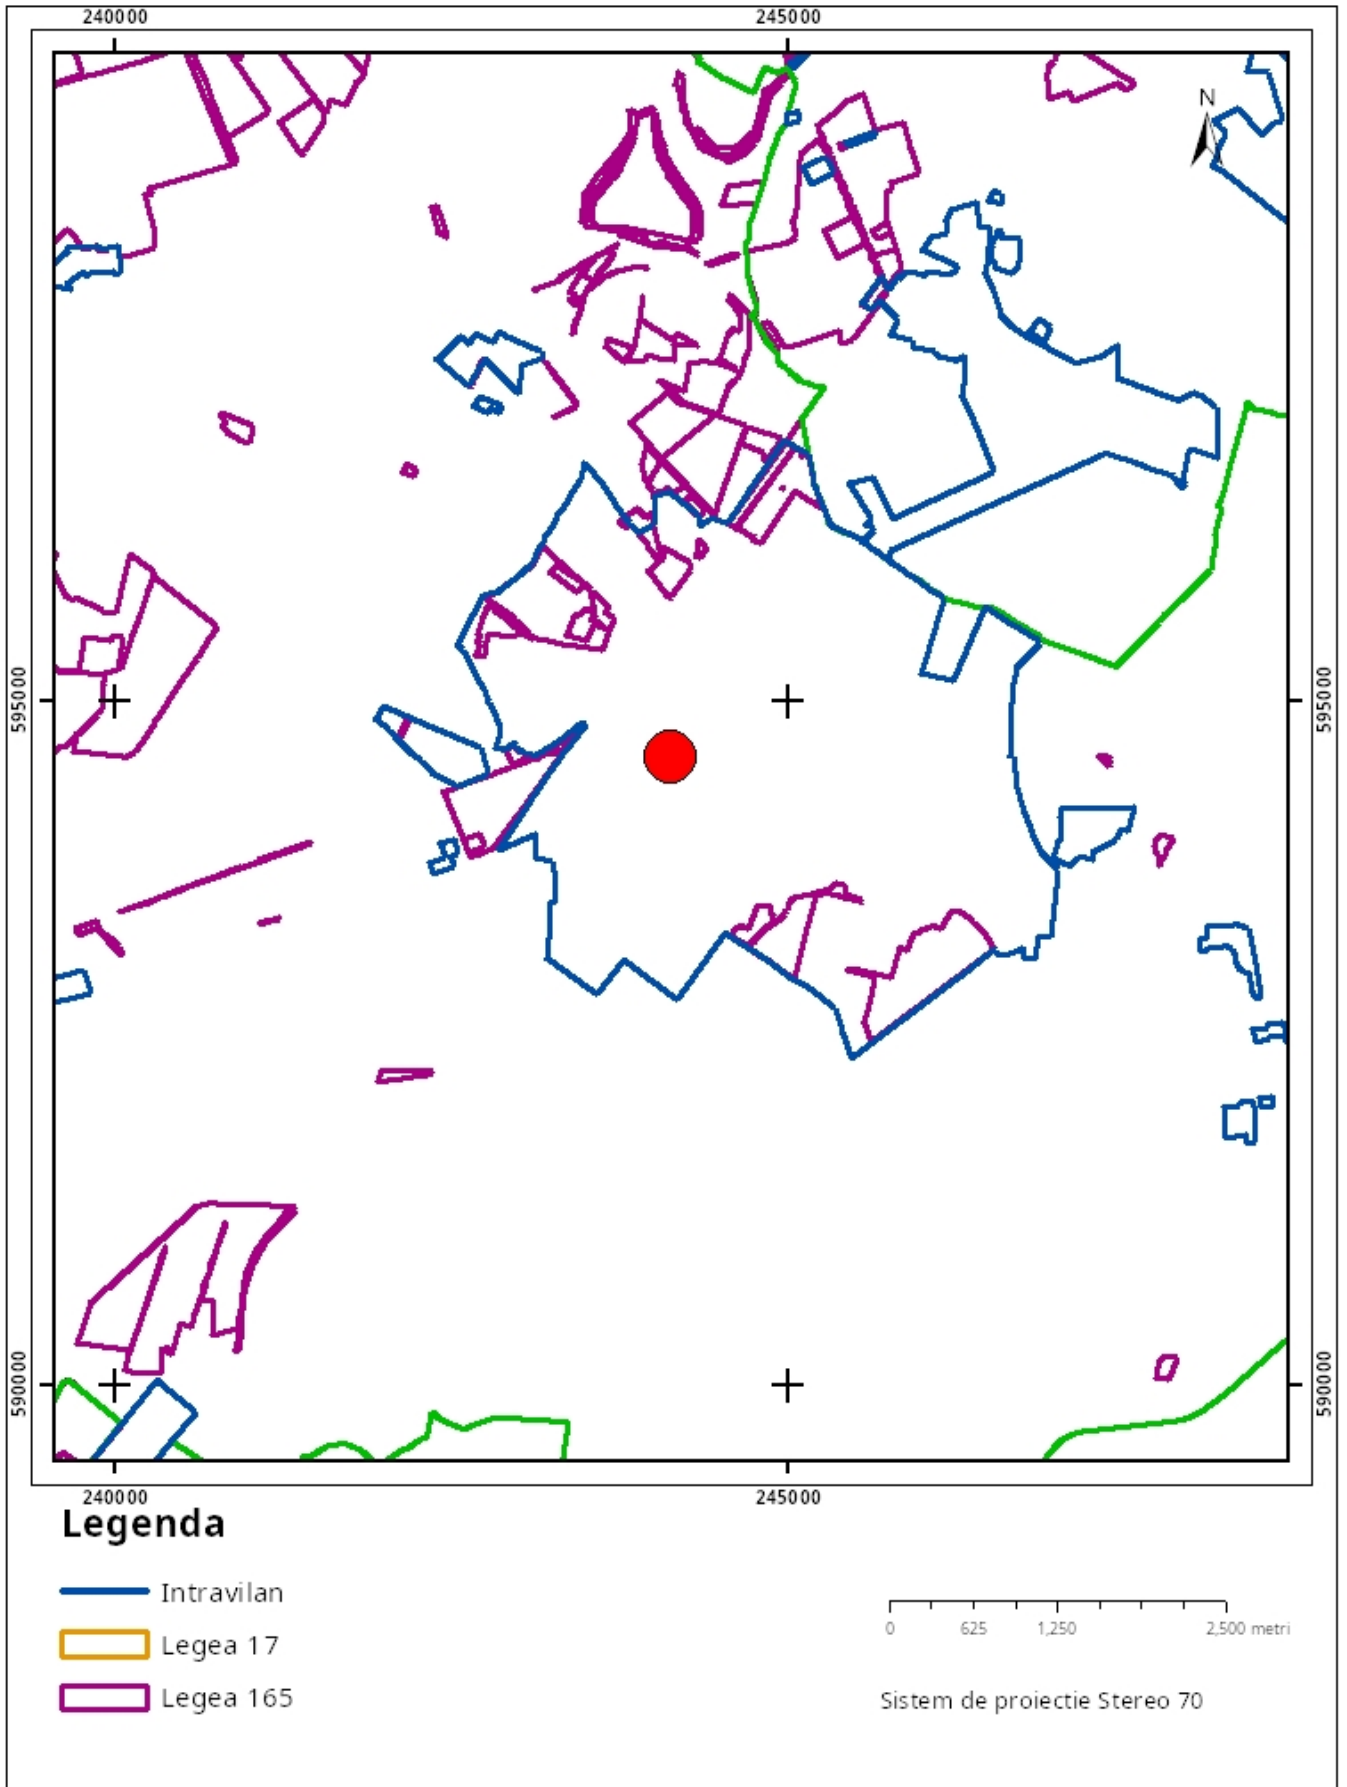 240000 245000
N
595000 595000
590000 590000
240000 245000
Legenda
Intravilan
Legea 17
Legea 165
0 625 1,250 2,500 metri
Sistem de proiectie Stereo 70